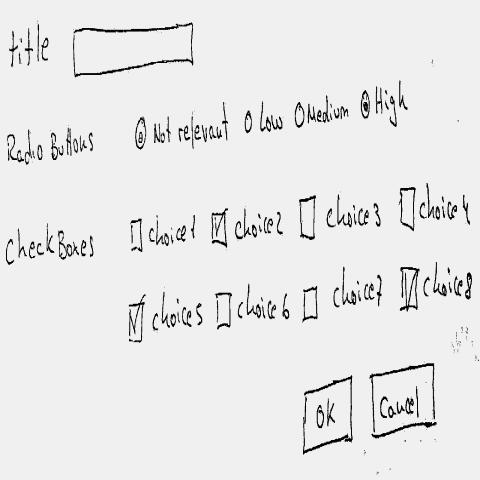 title
Radio Buttons Not relevant Low Medium High
CheckBoxes choice1 choice2 choice3 choice4
choice5 choice6 choice7 choice8
OK Cancel